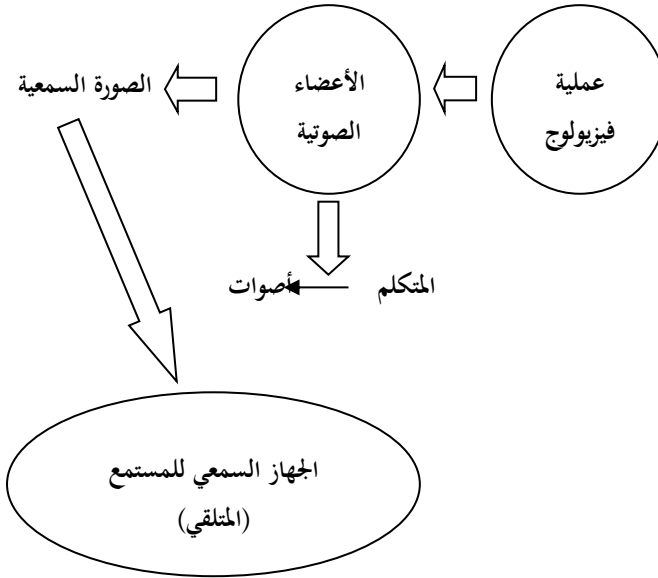 عملية
فيزيولوج
الأعضاء
الصوتية
الصورة السمعية
المتكلم
أصوات
الجهاز السمعي للمستمع
(المتلقي)